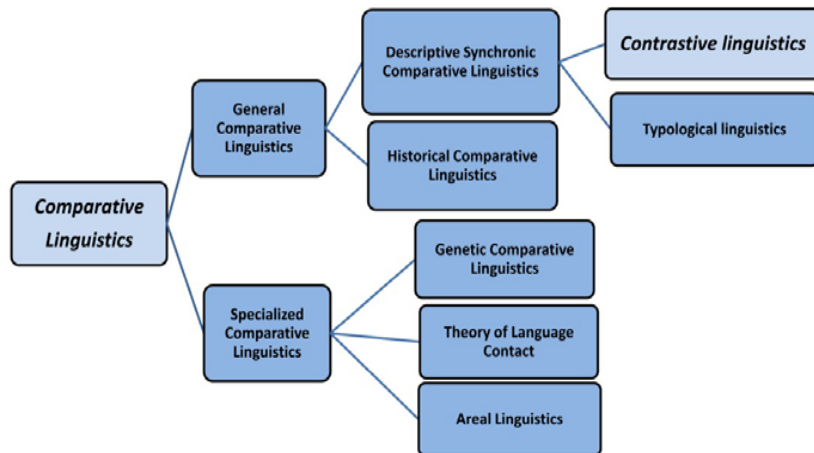 Comparative
Linguistics
General
Comparative
Linguistics
Descriptive Synchronic
Comparative Linguistics
Contrastive linguistics
Typological linguistics
Historical Comparative
Linguistics
Specialized
Comparative
Linguistics
Genetic Comparative
Linguistics
Theory of Language
Contact
Areal Linguistics